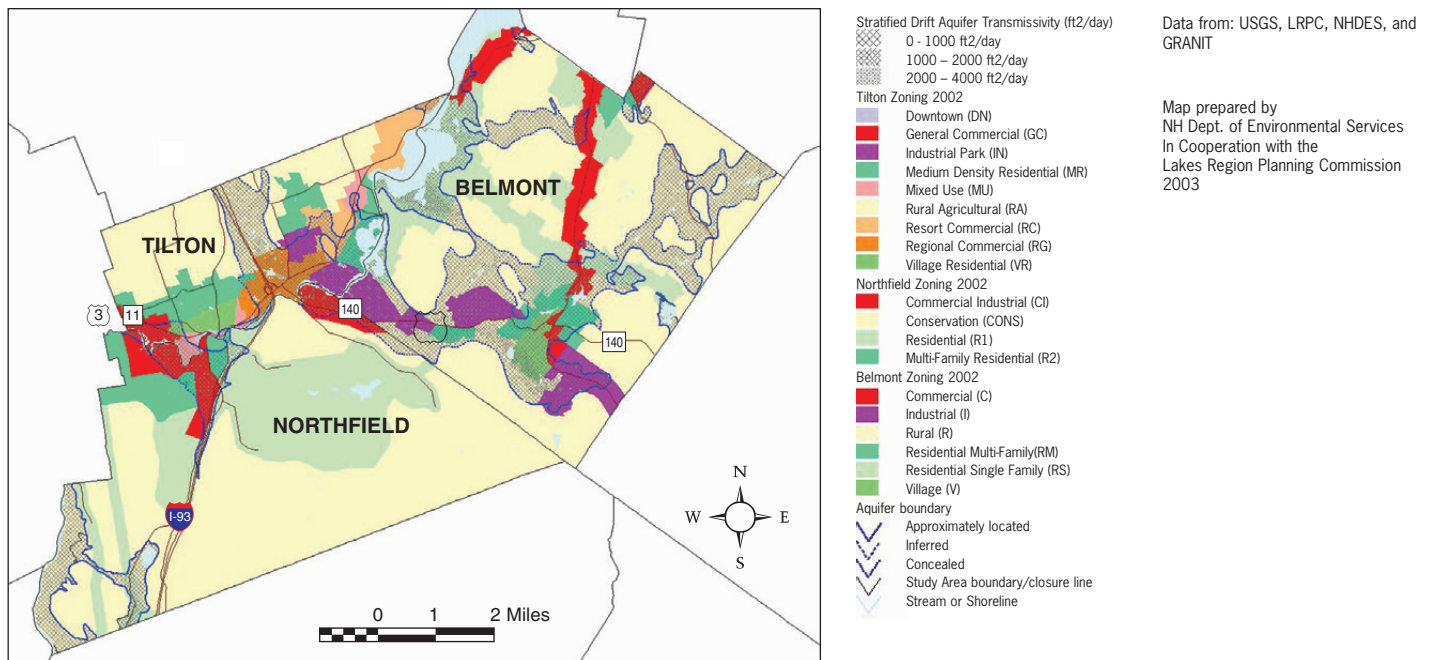 TILTON
BELMONT
3
11
140
140
NORTHFIELD
I-93
N
W
E
S
0 1 2 Miles
Stratified Drift Aquifer Transmissivity (ft2/day)
0 - 1000 ft2/day
1000 – 2000 ft2/day
2000 – 4000 ft2/day
Tilton Zoning 2002
Downtown (DN)
General Commercial (GC)
Industrial Park (IN)
Medium Density Residential (MR)
Mixed Use (MU)
Rural Agricultural (RA)
Resort Commercial (RC)
Regional Commercial (RG)
Village Residential (VR)
Northfield Zoning 2002
Commercial Industrial (CI)
Conservation (CONS)
Residential (R1)
Multi-Family Residential (R2)
Belmont Zoning 2002
Commercial (C)
Industrial (I)
Rural (R)
Residential Multi-Family(RM)
Residential Single Family (RS)
Village (V)
Aquifer boundary
Approximately located
Inferred
Concealed
Study Area boundary/closure line
Stream or Shoreline
Data from: USGS, LRPC, NHDES, and
GRANIT
Map prepared by
NH Dept. of Environmental Services
In Cooperation with the
Lakes Region Planning Commission
2003